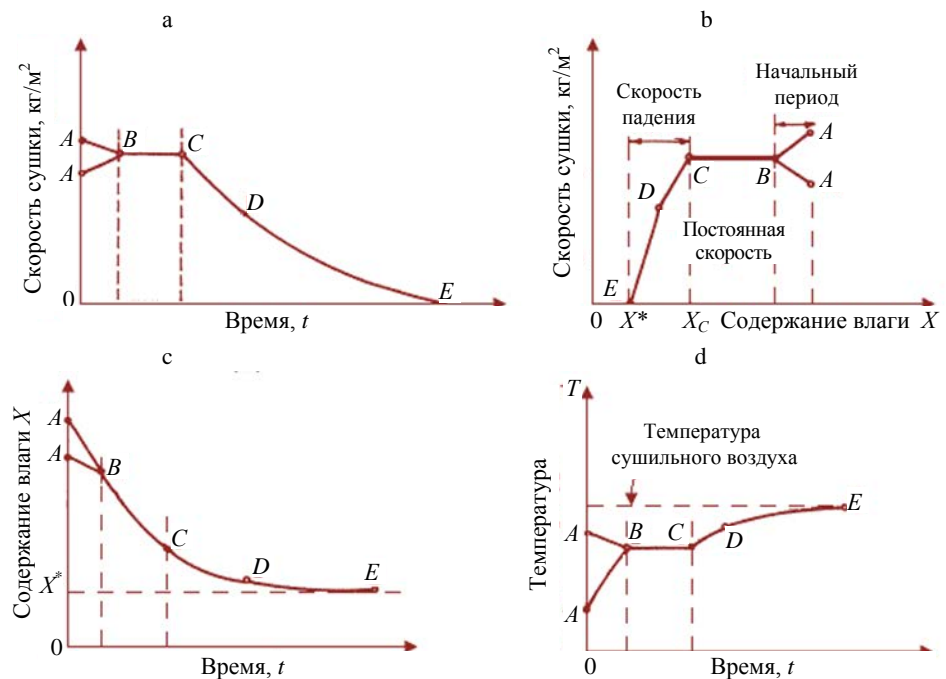 a
Скорость сушки, кг/м²
A
A
B
C
D
E
0
Время, t
b
Скорость сушки, кг/м²
Скорость
падения
Начальный
период
A
A
B
C
D
Постоянная
скорость
E
0 X* X_C Содержание влаги X
c
Содержание влаги X
A
A
B
C
D
E
X*
0
Время, t
d
T
Температура
Температура
сушильного воздуха
A
A
B
C
D
E
0
Время, t